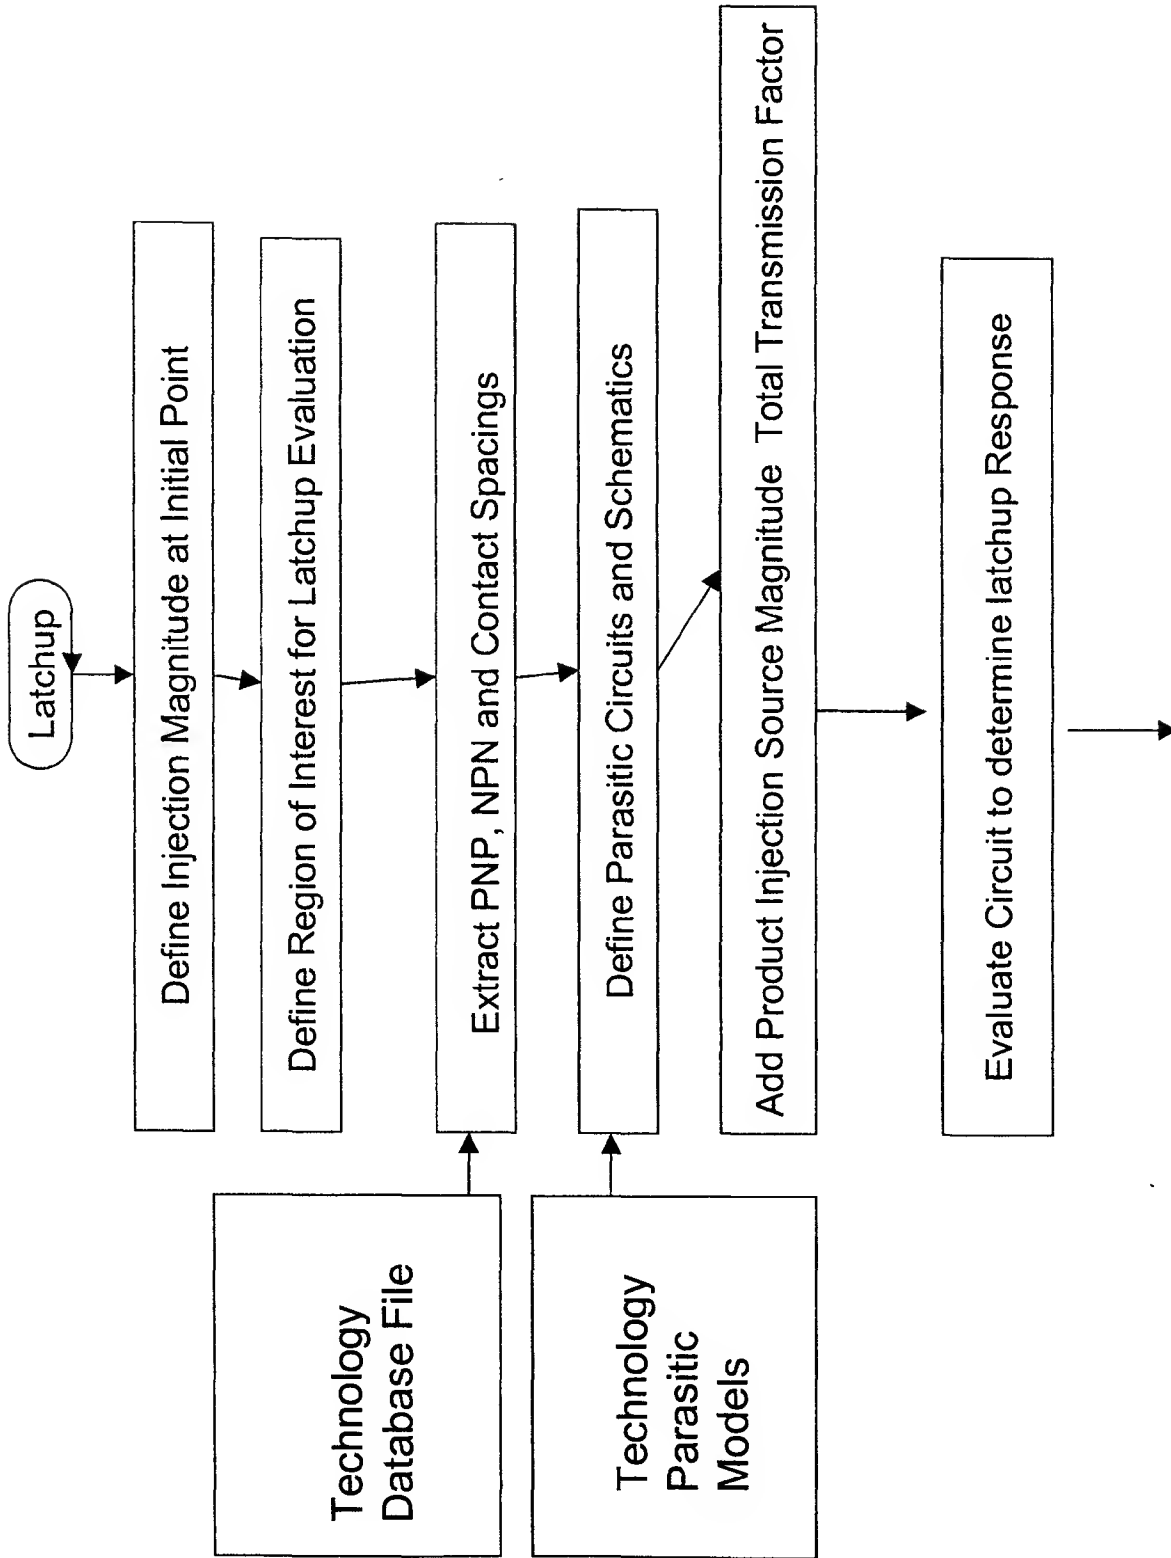 Latchup
Define Injection Magnitude at Initial Point
Define Region of Interest for Latchup Evaluation
Technology
Database File
Extract PNP, NPN and Contact Spacings
Technology
Parasitic
Models
Define Parasitic Circuits and Schematics
Add Product Injection Source Magnitude Total Transmission Factor
Evaluate Circuit to determine latchup Response